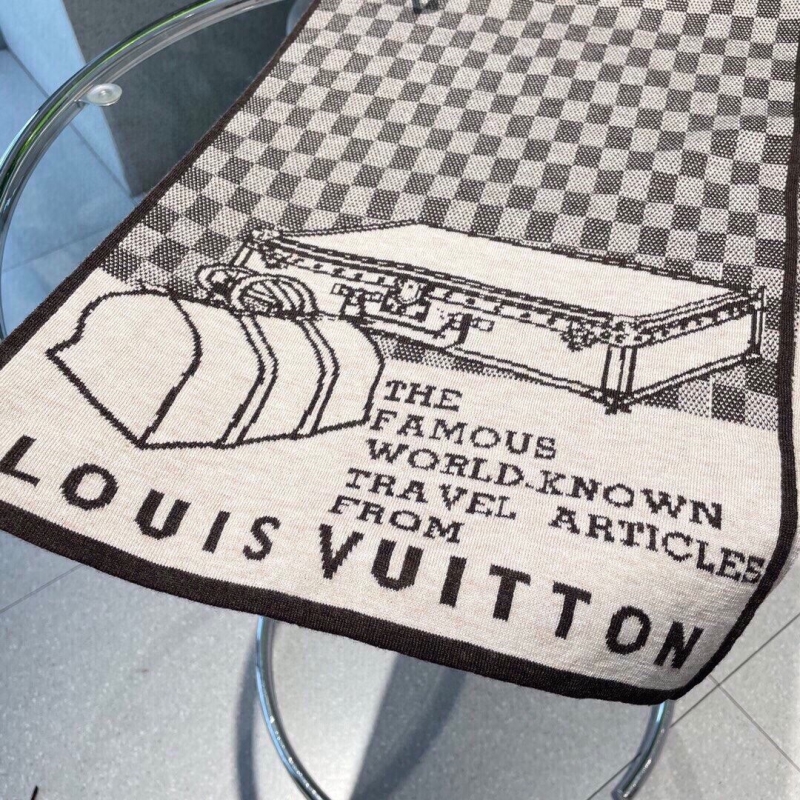 THE
FAMOUS
WORLD-KNOWN
TRAVEL ARTICLES
FROM
LOUIS VUITTON